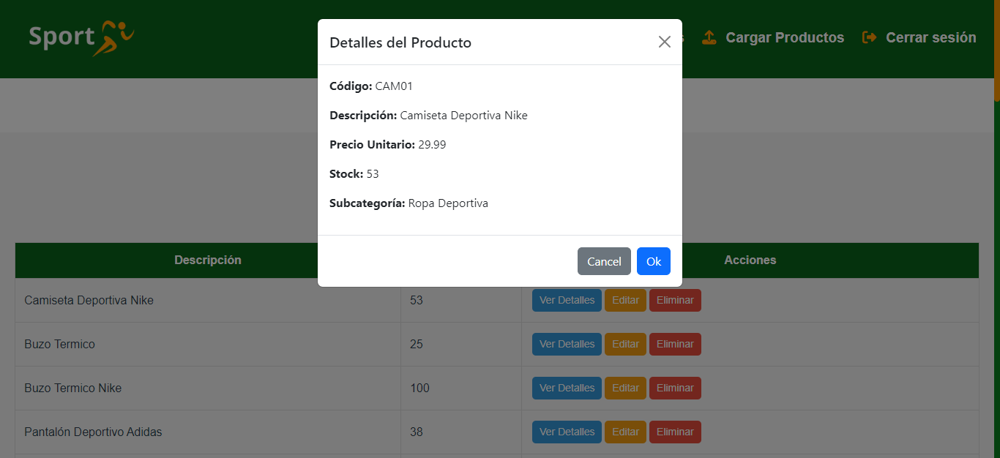 Sport
Cargar Productos
Cerrar sesión
Detalles del Producto
Código: CAM01
Descripción: Camiseta Deportiva Nike
Precio Unitario: 29.99
Stock: 53
Subcategoría: Ropa Deportiva
Cancel Ok
Descripción Acciones
Camiseta Deportiva Nike 53 Ver Detalles Editar Eliminar
Buzo Termico 25 Ver Detalles Editar Eliminar
Buzo Termico Nike 100 Ver Detalles Editar Eliminar
Pantalón Deportivo Adidas 38 Ver Detalles Editar Eliminar